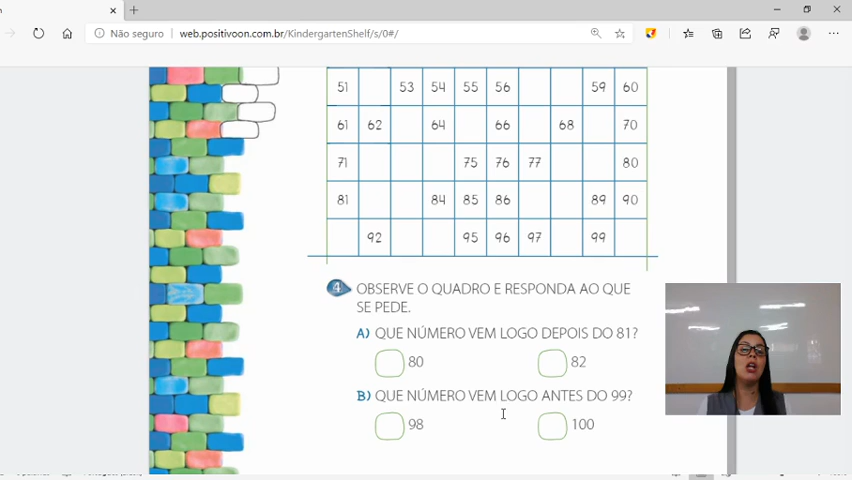 Não seguro web.positivoon.com.br/KindergartenShelf/s/0#/
51 53 54 55 56 59 60
61 62 64 66 68 70
71 75 76 77 80
81 84 85 86 89 90
92 95 96 97 99
4 OBSERVE O QUADRO E RESPONDA AO QUE
SE PEDE.
A) QUE NÚMERO VEM LOGO DEPOIS DO 81?
80 82
B) QUE NÚMERO VEM LOGO ANTES DO 99?
98 100